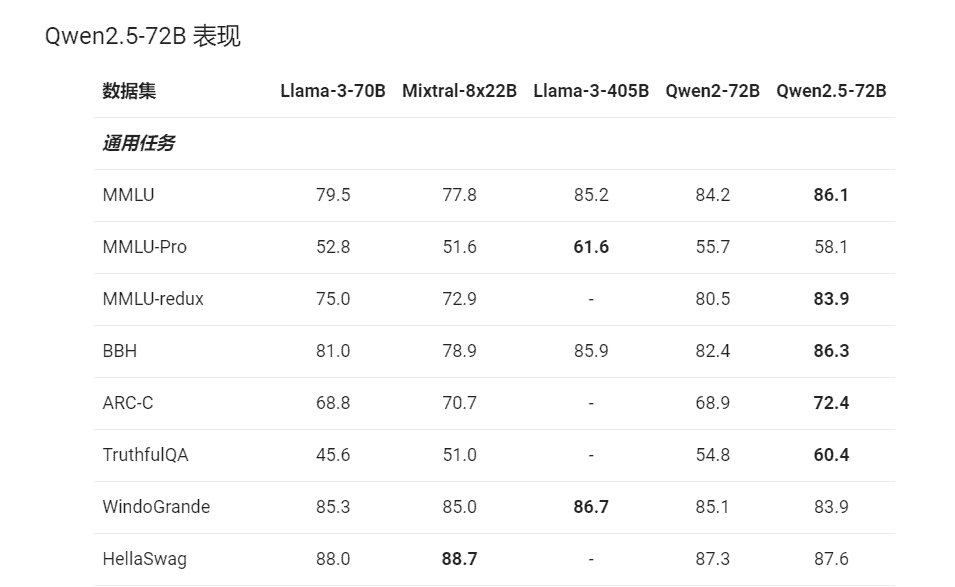 Qwen2.5-72B 表现
数据集 Llama-3-70B Mixtral-8x22B Llama-3-405B Qwen2-72B Qwen2.5-72B
通用任务
MMLU 79.5 77.8 85.2 84.2 86.1
MMLU-Pro 52.8 51.6 61.6 55.7 58.1
MMLU-redux 75.0 72.9 - 80.5 83.9
BBH 81.0 78.9 85.9 82.4 86.3
ARC-C 68.8 70.7 - 68.9 72.4
TruthfulQA 45.6 51.0 - 54.8 60.4
WindoGrande 85.3 85.0 86.7 85.1 83.9
HellaSwag 88.0 88.7 - 87.3 87.6